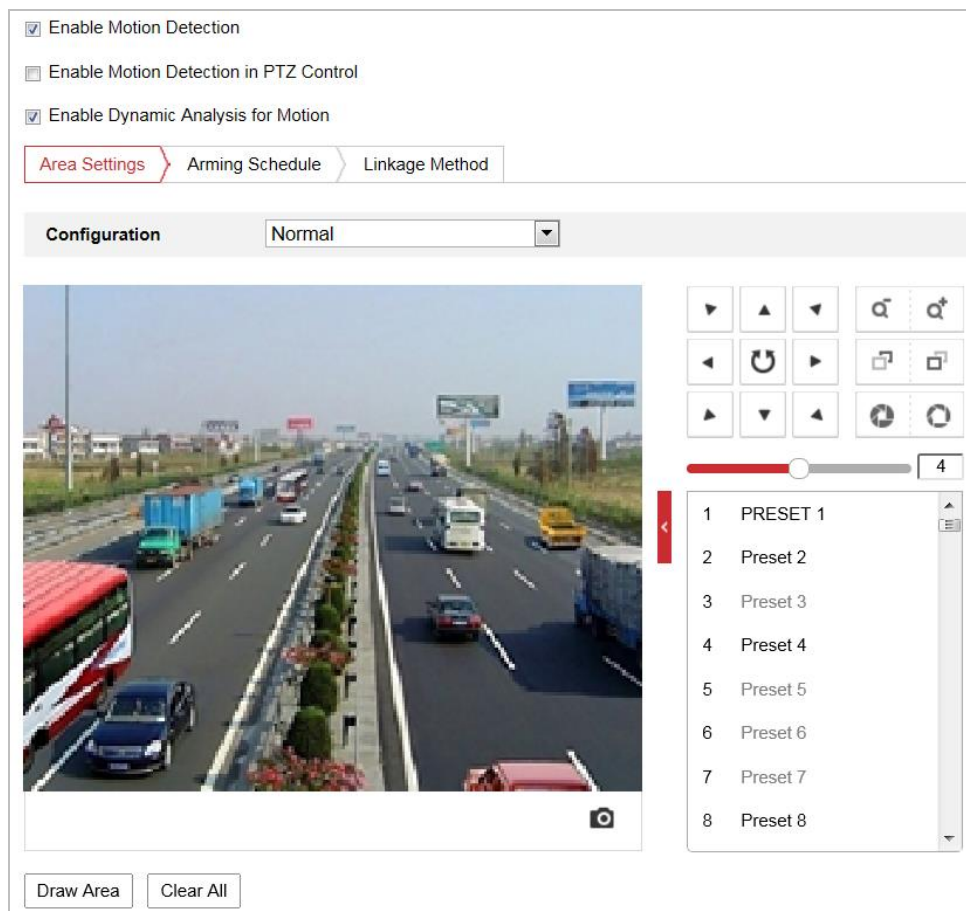 Enable Motion Detection
Enable Motion Detection in PTZ Control
Enable Dynamic Analysis for Motion
Area Settings Arming Schedule Linkage Method
Configuration Normal
4
1 PRESET 1
2 Preset 2
3 Preset 3
4 Preset 4
5 Preset 5
6 Preset 6
7 Preset 7
8 Preset 8
Draw Area Clear All